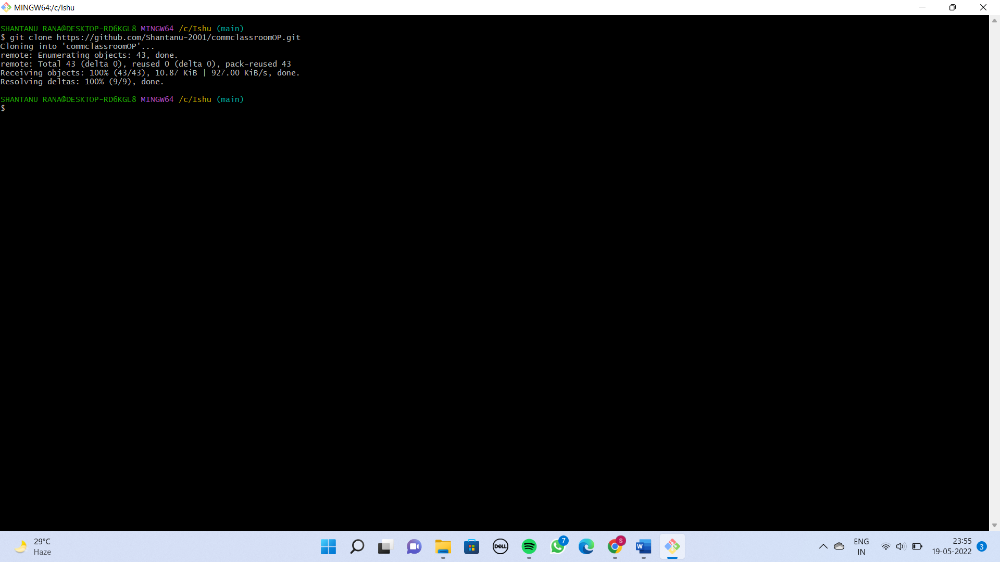 MINGW64:/c/Ishu
SHANTANU RANA@DESKTOP-RD6KGL8 MINGW64 /c/Ishu (main)
$ git clone https://github.com/Shantanu-2001/commclassroomOP.git
Cloning into 'commclassroomOP'...
remote: Enumerating objects: 43, done.
remote: Total 43 (delta 0), reused 0 (delta 0), pack-reused 43
Receiving objects: 100% (43/43), 10.87 KiB | 927.00 KiB/s, done.
Resolving deltas: 100% (9/9), done.
SHANTANU RANA@DESKTOP-RD6KGL8 MINGW64 /c/Ishu (main)
$
29°C
Haze
DELL
7
S
W
ENG
IN
23:55
19-05-2022
3